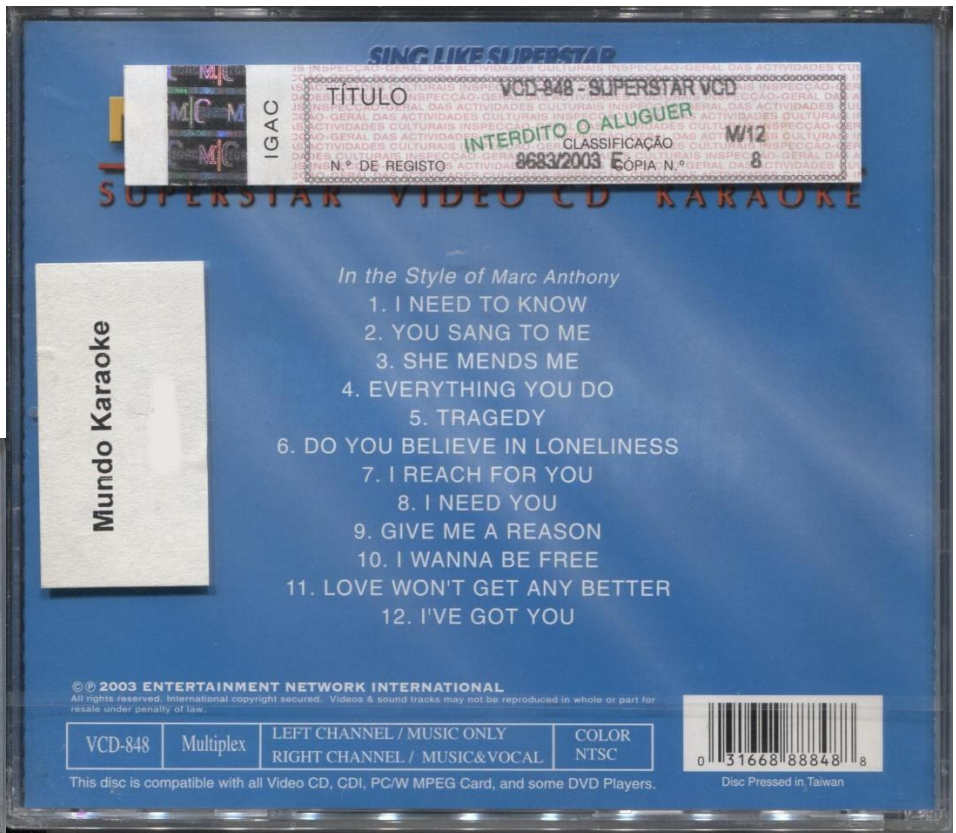 SING LIKE SUPERSTAR
IGAC
TÍTULO
VCD-848 - SUPERSTAR VCD
INTERDITO O ALUGUER
CLASSIFICAÇÃO
M/12
N.º DE REGISTO
8683/2003 E
CÓPIA N.º
8
SUPERSTAR VIDEO CD KARAOKE
Mundo Karaoke
In the Style of Marc Anthony
1. I NEED TO KNOW
2. YOU SANG TO ME
3. SHE MENDS ME
4. EVERYTHING YOU DO
5. TRAGEDY
6. DO YOU BELIEVE IN LONELINESS
7. I REACH FOR YOU
8. I NEED YOU
9. GIVE ME A REASON
10. I WANNA BE FREE
11. LOVE WON'T GET ANY BETTER
12. I'VE GOT YOU
©℗ 2003 ENTERTAINMENT NETWORK INTERNATIONAL
All rights reserved. International copyright secured. Videos & sound tracks may not be reproduced in whole or part for
resale under penalty of law.
VCD-848
Multiplex
LEFT CHANNEL / MUSIC ONLY
RIGHT CHANNEL / MUSIC&VOCAL
COLOR
NTSC
This disc is compatible with all Video CD, CDI, PC/W MPEG Card, and some DVD Players.
0 31668 88848 8
Disc Pressed in Taiwan